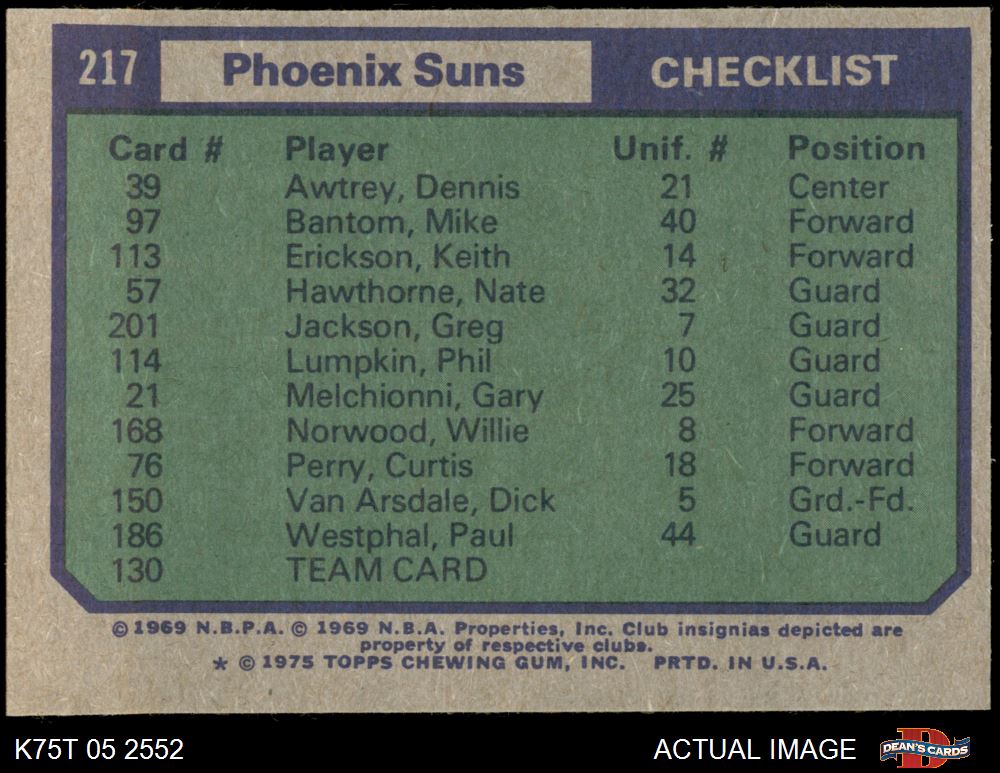 217 Phoenix Suns CHECKLIST
Card # Player Unif. # Position
39 Awtrey, Dennis 21 Center
97 Bantom, Mike 40 Forward
113 Erickson, Keith 14 Forward
57 Hawthorne, Nate 32 Guard
201 Jackson, Greg 7 Guard
114 Lumpkin, Phil 10 Guard
21 Melchionni, Gary 25 Guard
168 Norwood, Willie 8 Forward
76 Perry, Curtis 18 Forward
150 Van Arsdale, Dick 5 Grd.-Fd.
186 Westphal, Paul 44 Guard
130 TEAM CARD
© 1969 N.B.P.A. © 1969 N.B.A. Properties, Inc. Club insignias depicted are
property of respective clubs.
* © 1975 TOPPS CHEWING GUM, INC. PRTD. IN U.S.A.
K75T 05 2552 ACTUAL IMAGE DEAN'S CARDS